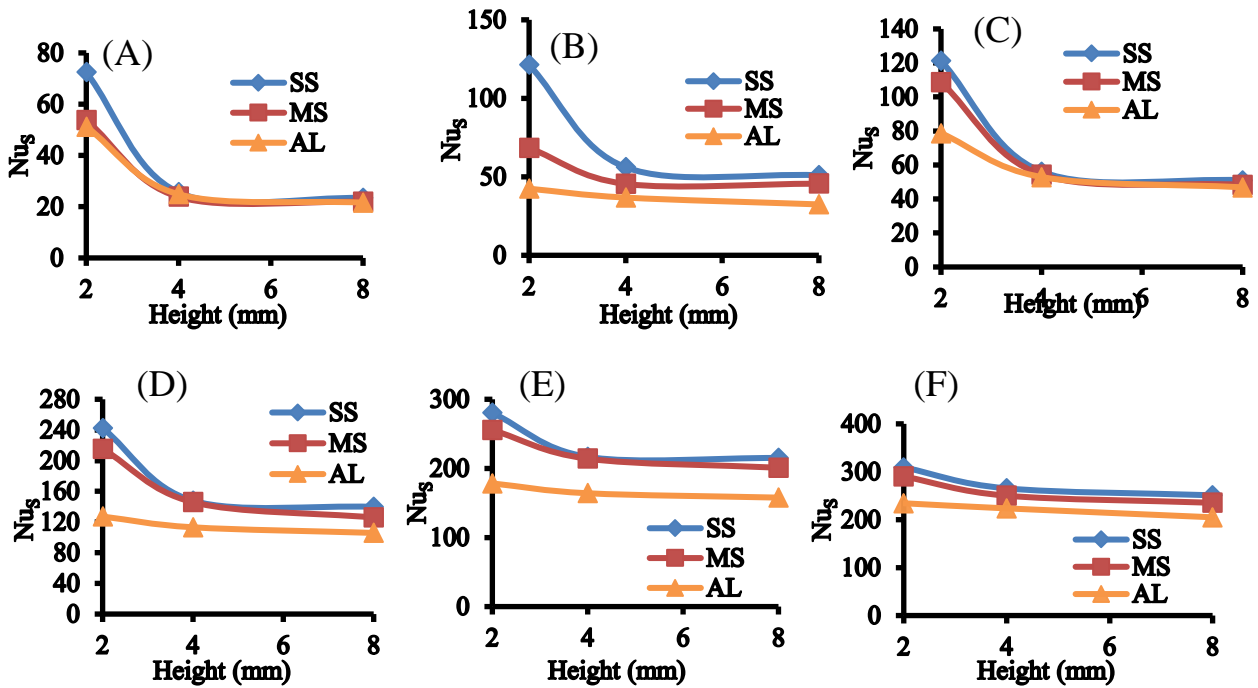 (A)
80
60
40
20
0
Nus
SS
MS
AL
2 4 6 8
Height (mm)
(B)
150
100
50
0
Nus
SS
MS
AL
2 4 6 8
Height (mm)
(C)
140
120
100
80
60
40
20
0
Nus
SS
MS
AL
2 4 6 8
Height (mm)
(D)
280
240
200
160
120
80
40
0
Nus
SS
MS
AL
2 4 6 8
Height (mm)
(E)
300
200
100
0
Nus
SS
MS
AL
2 4 6 8
Height (mm)
(F)
400
300
200
100
0
Nus
SS
MS
AL
2 4 6 8
Height (mm)